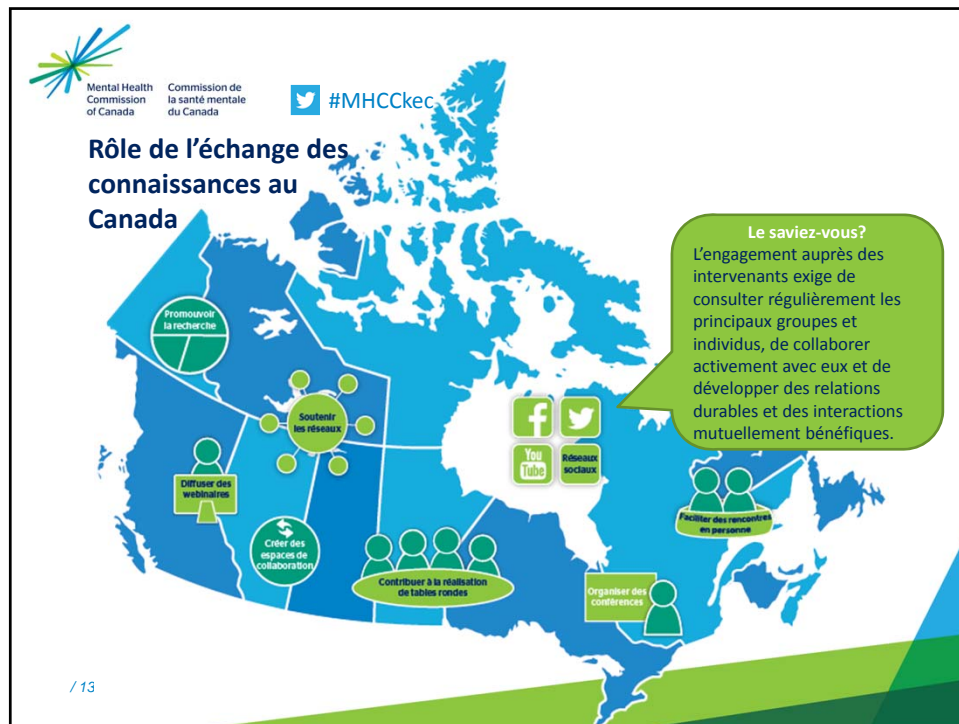 Mental Health
Commission
of Canada
Commission de
la santé mentale
du Canada
#MHCCkec
Rôle de l'échange des
connaissances au
Canada
Le saviez-vous?
L'engagement auprès des
intervenants exige de
consulter régulièrement les
principaux groupes et
individus, de collaborer
activement avec eux et de
développer des relations
durables et des interactions
mutuellement bénéfiques.
Promouvoir
la recherche
Soutenir
les réseaux
You
Tube
Réseaux
sociaux
Diffuser des
webinaires
Faciliter des rencontres
en personne
Créer des
espaces de
collaboration
Contribuer à la réalisation
de tables rondes
Organiser des
conférences
/ 13